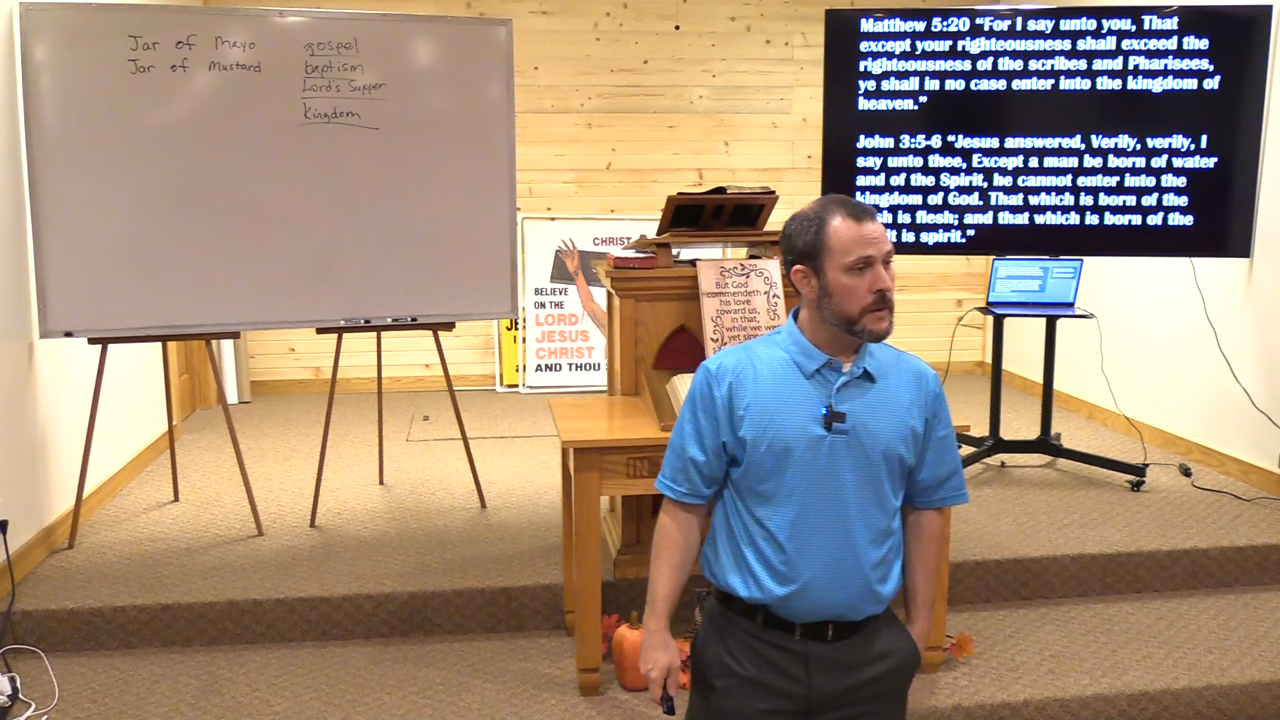 Jar of Mayo
Jar of Mustard
gospel
baptism
Lord's Supper
Kingdom
Matthew 5:20 “For I say unto you, That
except your righteousness shall exceed the
righteousness of the scribes and Pharisees,
ye shall in no case enter into the kingdom of
heaven.”
John 3:5-6 “Jesus answered, Verily, verily, I
say unto thee, Except a man be born of water
and of the Spirit, he cannot enter into the
kingdom of God. That which is born of the
sh is flesh; and that which is born of the
it is spirit.”
CHRIST
BELIEVE
ON THE
LORD
JESUS
CHRIST
AND THOU
But God
commendeth
his love
toward us,
in that,
while we were
yet sinn
IN